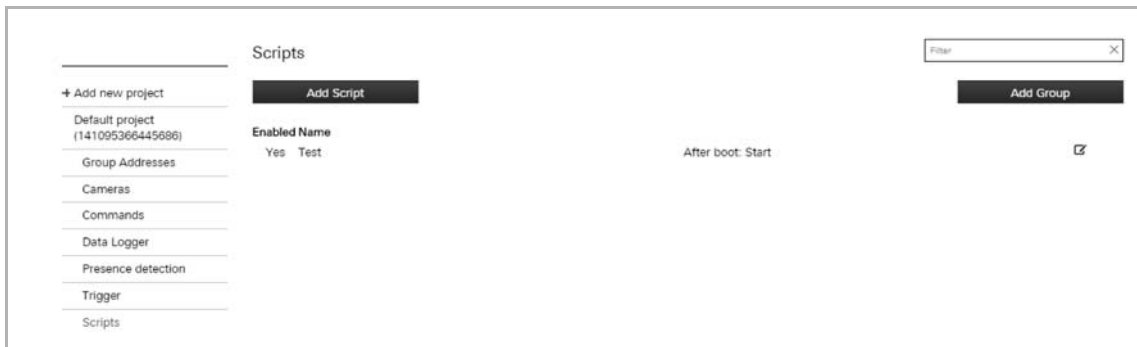 Scripts
Filter
+ Add new project
Add Script
Add Group
Default project
(141095366445686)
Enabled Name
Yes Test After boot: Start
Group Addresses
Cameras
Commands
Data Logger
Presence detection
Trigger
Scripts